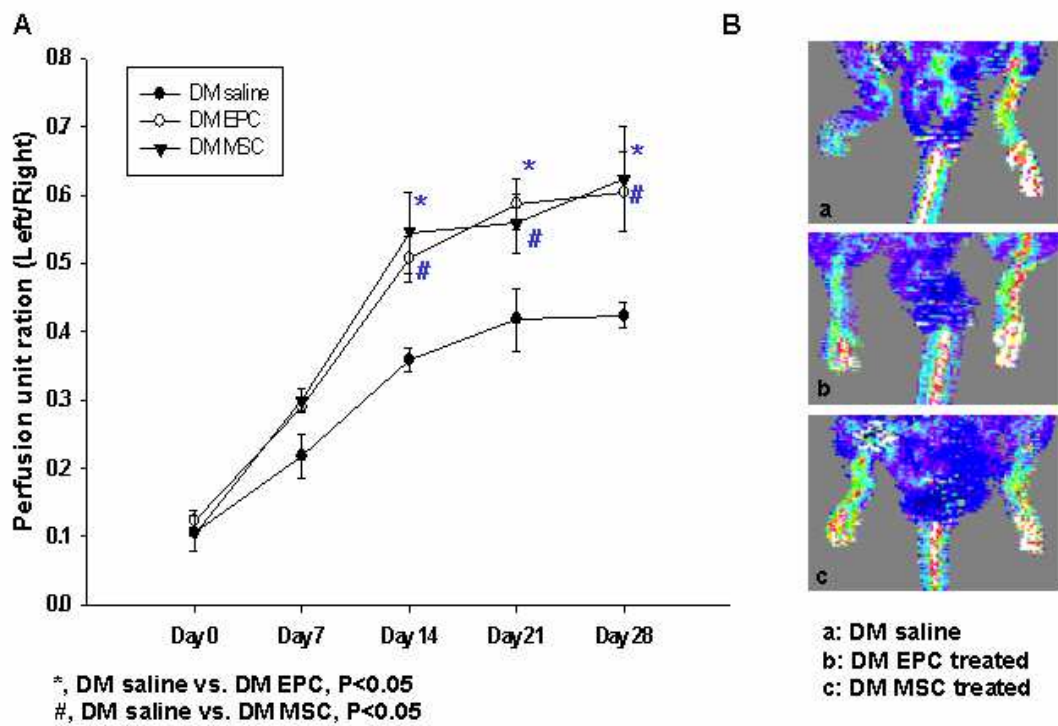 A
B
0.8
0.7
0.6
0.5
0.4
0.3
0.2
0.1
0.0
Perfusion unit ration (Left/Right)
DM saline
DM EPC
DM MSC
*
#
*
#
*
#
Day 0
Day 7
Day 14
Day 21
Day 28
*, DM saline vs. DM EPC, P<0.05
#, DM saline vs. DM MSC, P<0.05
a
b
c
a: DM saline
b: DM EPC treated
c: DM MSC treated